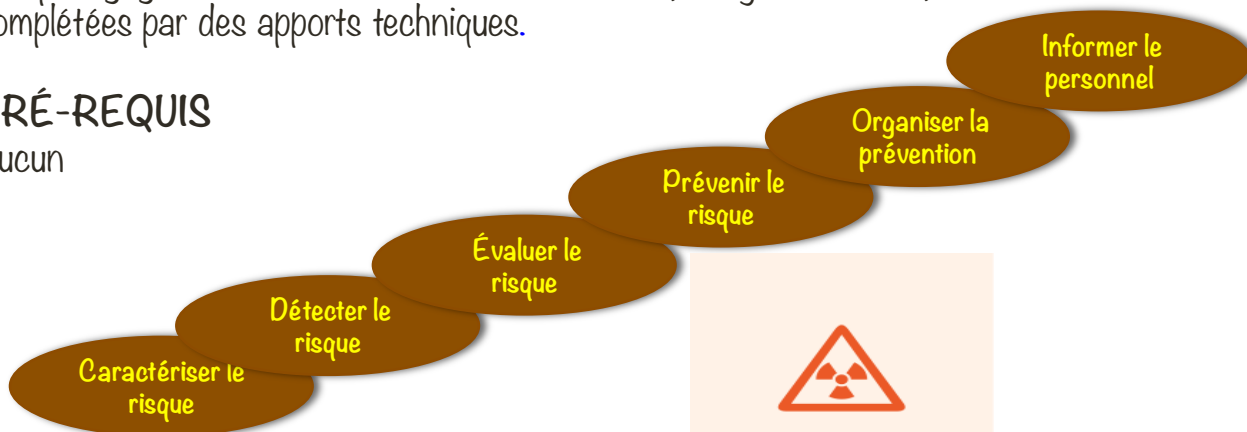 omplétées par des apports techniques.
RÉ-REQUIS
ucun
Informer le
personnel
Organiser la
prévention
Prévenir le
risque
Évaluer le
risque
Détecter le
risque
Caractériser le
risque